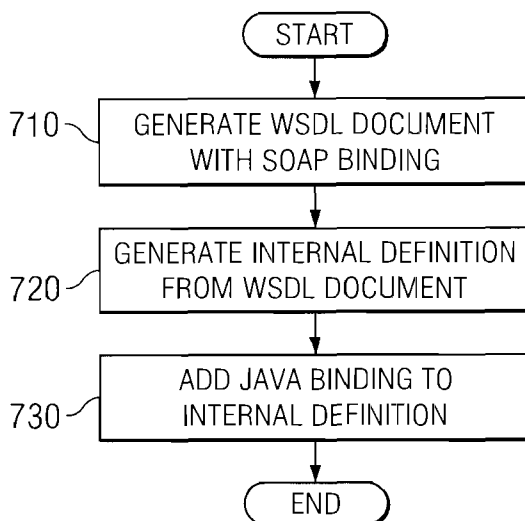 START
710
GENERATE WSDL DOCUMENT
WITH SOAP BINDING
720
GENERATE INTERNAL DEFINITION
FROM WSDL DOCUMENT
730
ADD JAVA BINDING TO
INTERNAL DEFINITION
END